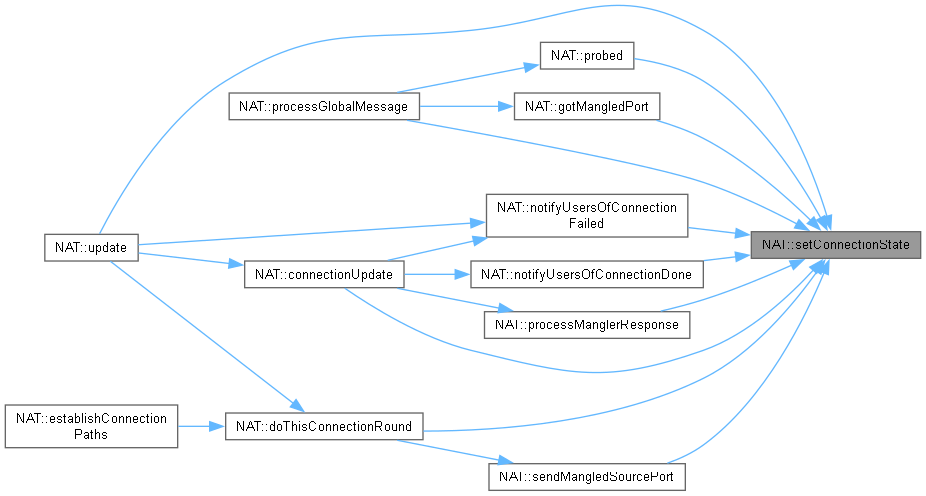 NAT::probed
NAT::processGlobalMessage
NAT::gotMangledPort
NAT::notifyUsersOfConnection
Failed
NAT::update
NAT::setConnectionState
NAT::connectionUpdate
NAT::notifyUsersOfConnectionDone
NAT::processManglerResponse
NAT::establishConnection
Paths
NAT::doThisConnectionRound
NAT::sendMangledSourcePort